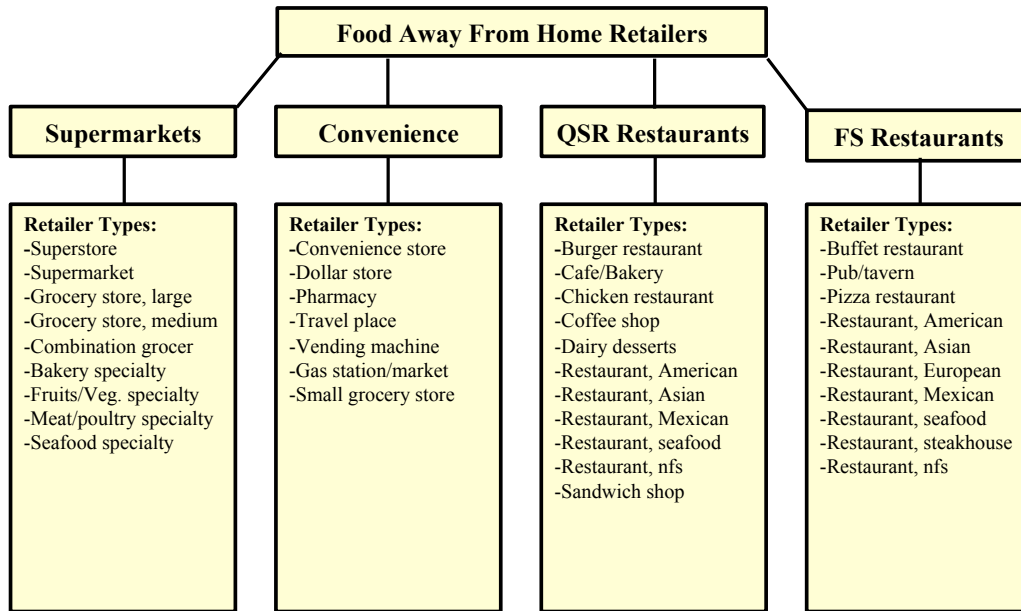 Food Away From Home Retailers
Supermarkets
Convenience
QSR Restaurants
FS Restaurants
Retailer Types:
-Superstore
-Supermarket
-Grocery store, large
-Grocery store, medium
-Combination grocer
-Bakery specialty
-Fruits/Veg. specialty
-Meat/poultry specialty
-Seafood specialty
Retailer Types:
-Convenience store
-Dollar store
-Pharmacy
-Travel place
-Vending machine
-Gas station/market
-Small grocery store
Retailer Types:
-Burger restaurant
-Cafe/Bakery
-Chicken restaurant
-Coffee shop
-Dairy desserts
-Restaurant, American
-Restaurant, Asian
-Restaurant, Mexican
-Restaurant, seafood
-Restaurant, nfs
-Sandwich shop
Retailer Types:
-Buffet restaurant
-Pub/tavern
-Pizza restaurant
-Restaurant, American
-Restaurant, Asian
-Restaurant, European
-Restaurant, Mexican
-Restaurant, seafood
-Restaurant, steakhouse
-Restaurant, nfs